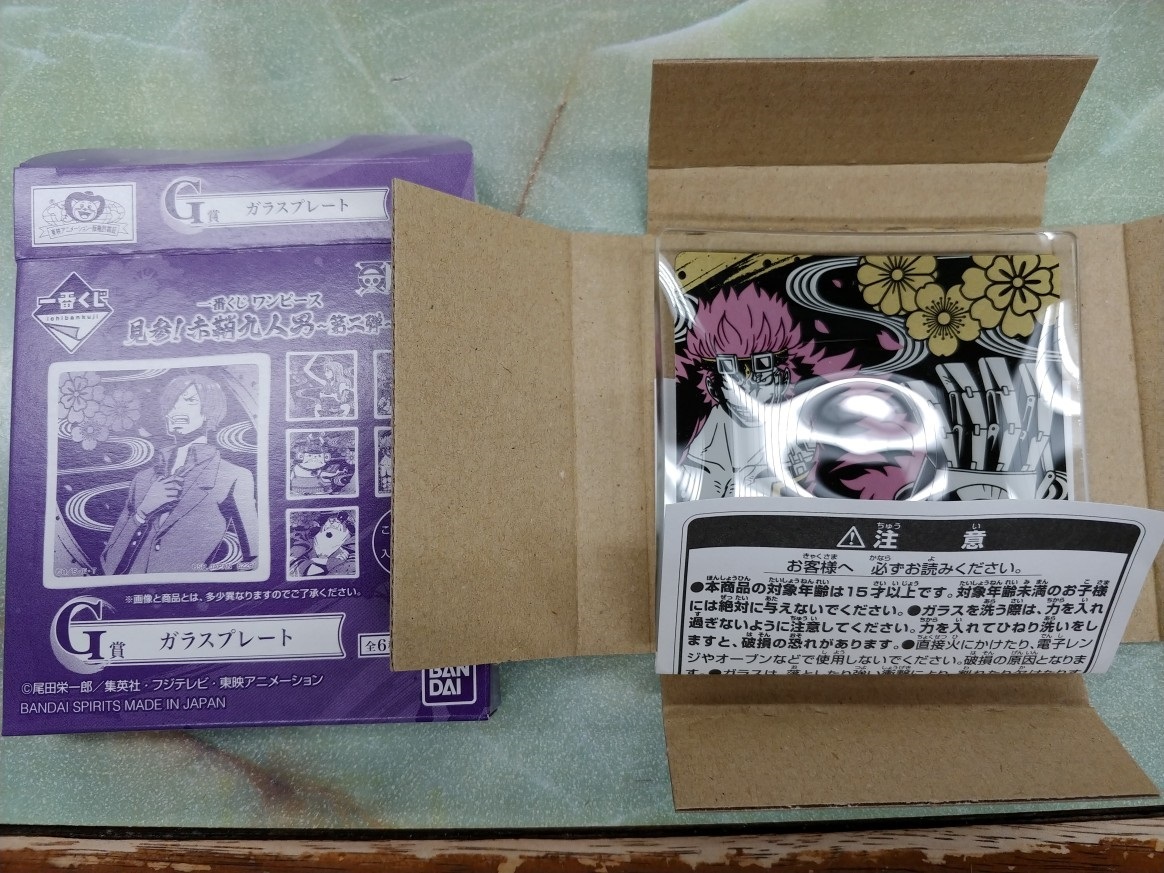 G賞 ガラスプレート
一番くじ
ichibankuji
一番くじ ワンピース
見参!赤鞘九人男~第二弾~
※画像と商品とは、多少異なりますのでご了承ください。
G賞 ガラスプレート
全6
©尾田栄一郎/集英社・フジテレビ・東映アニメーション
BANDAI SPIRITS MADE IN JAPAN
BAN
DAI
注意
お客様へ 必ずお読みください。
●本商品の対象年齢は15才以上です。対象年齢未満のお子様
には絶対に与えないでください。●ガラスを洗う際は、力を入れ
過ぎないように注意してください。力を入れてひねり洗いをし
ますと、破損の恐れがあります。●直接火にかけたり、電子レン
ジやオーブンなどで使用しないでください。破損の原因となりま